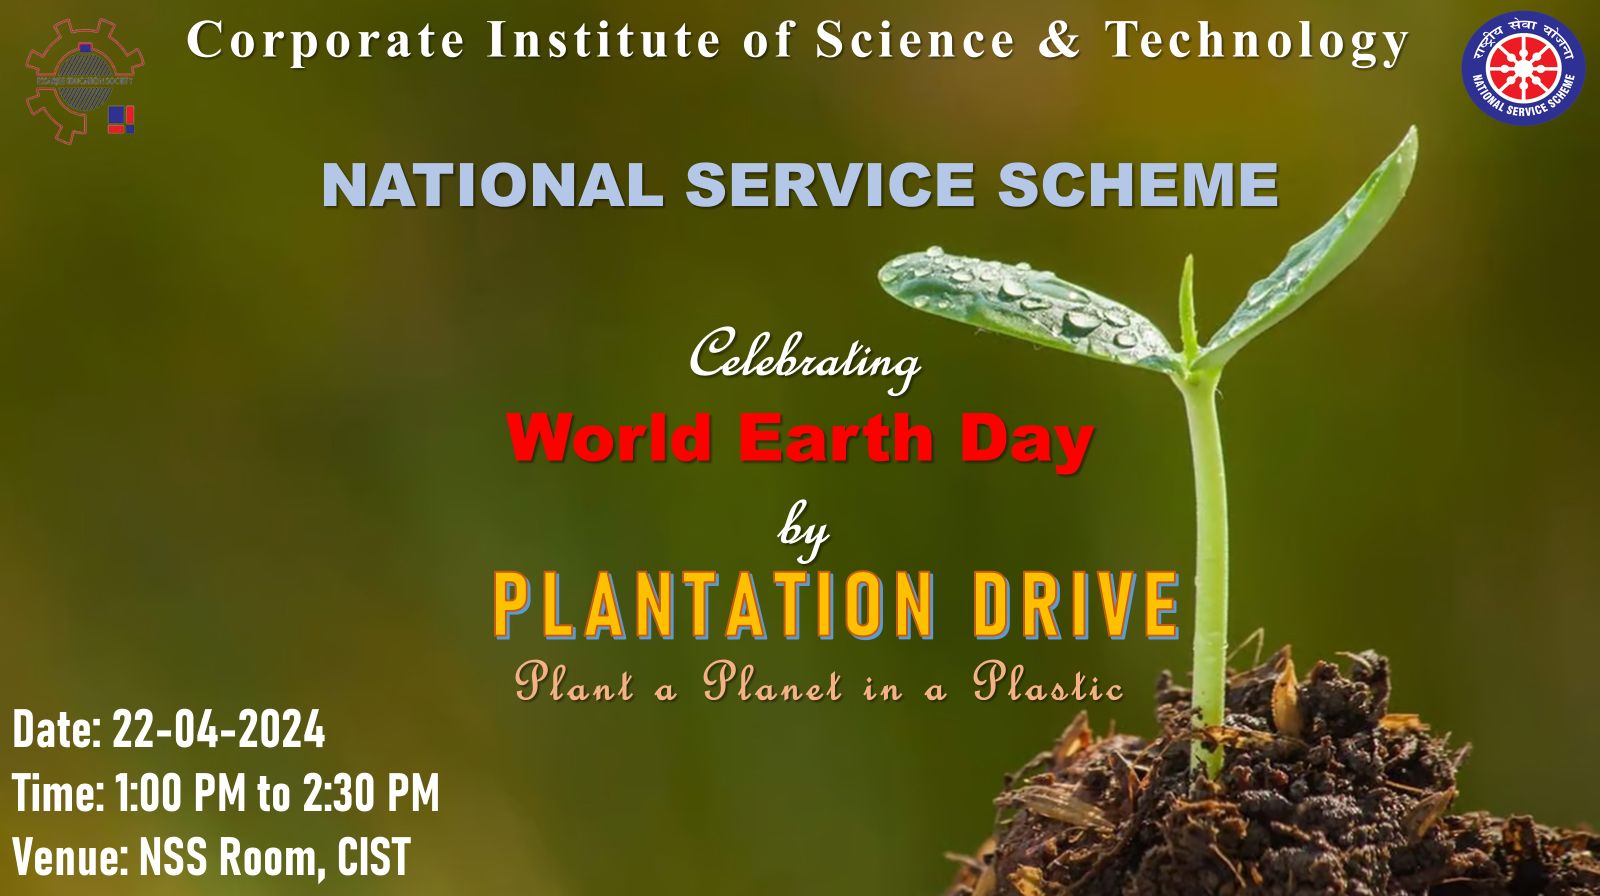 Corporate Institute of Science & Technology
EDUCATION SOCIETY
राष्ट्रीय सेवा योजना
NATIONAL SERVICE SCHEME
NATIONAL SERVICE SCHEME
Celebrating
World Earth Day
by
PLANTATION DRIVE
Plant a Planet in a Plastic
Date: 22-04-2024
Time: 1:00 PM to 2:30 PM
Venue: NSS Room, CIST